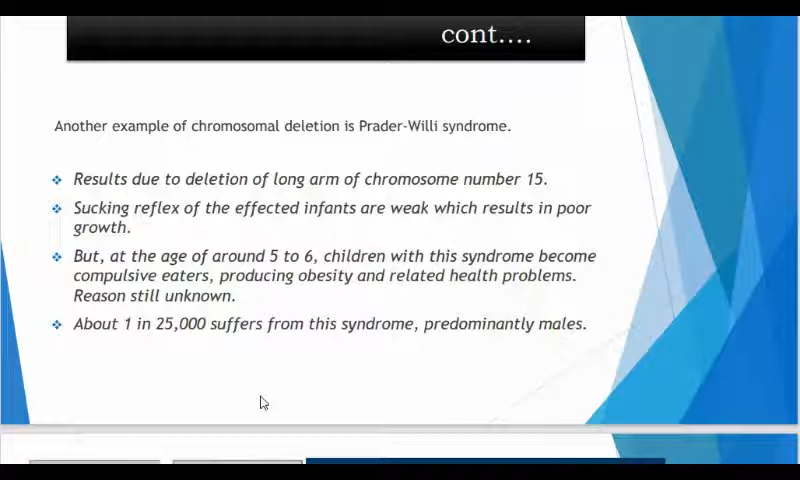 cont....
Another example of chromosomal deletion is Prader-Willi syndrome.
Results due to deletion of long arm of chromosome number 15.
Sucking reflex of the effected infants are weak which results in poor
growth.
But, at the age of around 5 to 6, children with this syndrome become
compulsive eaters, producing obesity and related health problems.
Reason still unknown.
About 1 in 25,000 suffers from this syndrome, predominantly males.